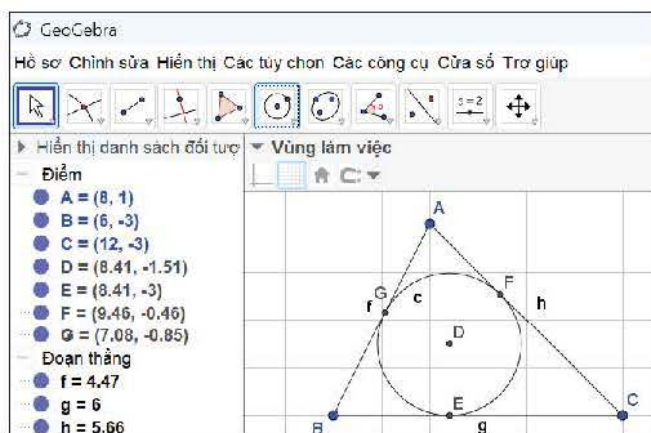 GeoGebra
Hồ sơ Chỉnh sửa Hiển thị Các tùy chọn Các công cụ Cửa sổ Trợ giúp
a=2
Hiển thị danh sách đối tượ
Vùng làm việc
Điểm
A = (8, 1)
B = (6, -3)
C = (12, -3)
D = (8.41, -1.51)
E = (8.41, -3)
F = (9.46, -0.46)
G = (7.08, -0.85)
Đoạn thẳng
f = 4.47
g = 6
h = 5.66
A
F
h
G
c
f
D
E
C
B
g